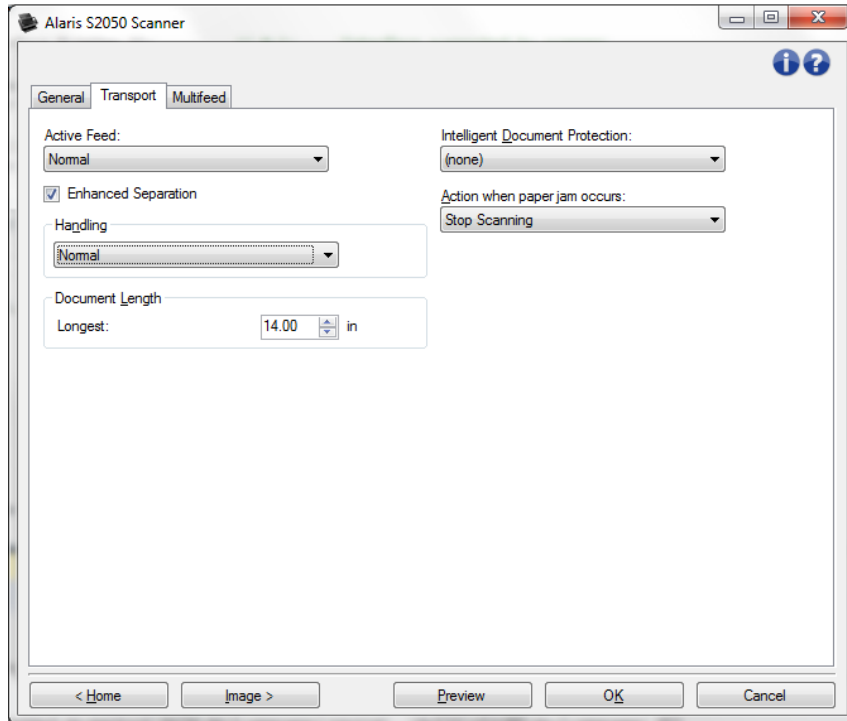 Alaris S2050 Scanner
General Transport Multifeed
Active Feed:
Normal
Enhanced Separation
Handling
Normal
Document Length
Longest: 14.00 in
Intelligent Document Protection:
(none)
Action when paper jam occurs:
Stop Scanning
< Home Image > Preview OK Cancel